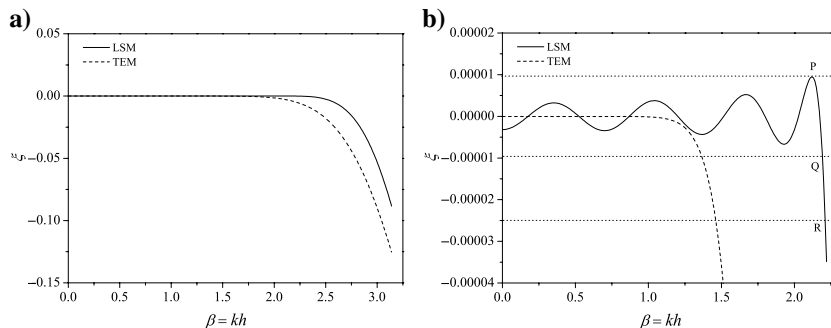 a)
0.05
0.00
−0.05
−0.10
−0.15
ξ
LSM
TEM
0.0 0.5 1.0 1.5 2.0 2.5 3.0
β = kh
b)
0.00002
0.00001
0.00000
−0.00001
−0.00002
−0.00003
−0.00004
ξ
LSM
TEM
P
Q
R
0.0 0.5 1.0 1.5 2.0
β = kh